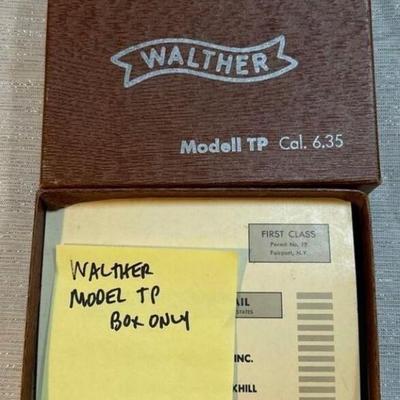 WALTHER
Modell TP Cal. 6.35
FIRST CLASS
Permit No. 19
Fairport, N.Y.
WALTHER
MODEL TP
BOX ONLY
AIL
STATES
INC.
KHILL